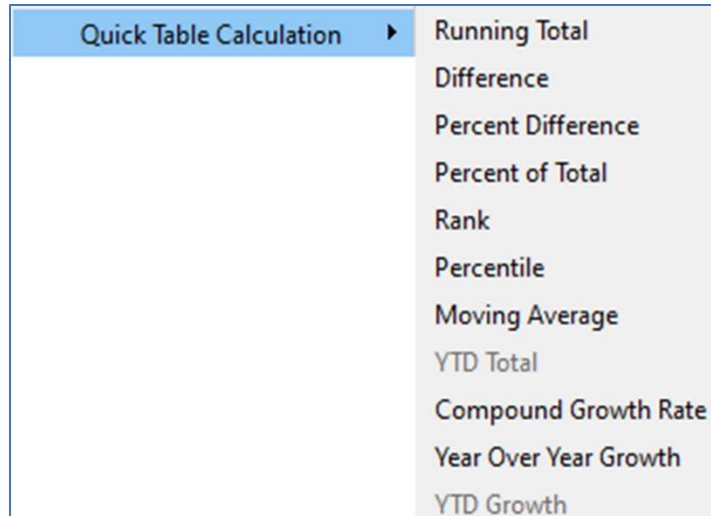 Quick Table Calculation
Running Total
Difference
Percent Difference
Percent of Total
Rank
Percentile
Moving Average
YTD Total
Compound Growth Rate
Year Over Year Growth
YTD Growth